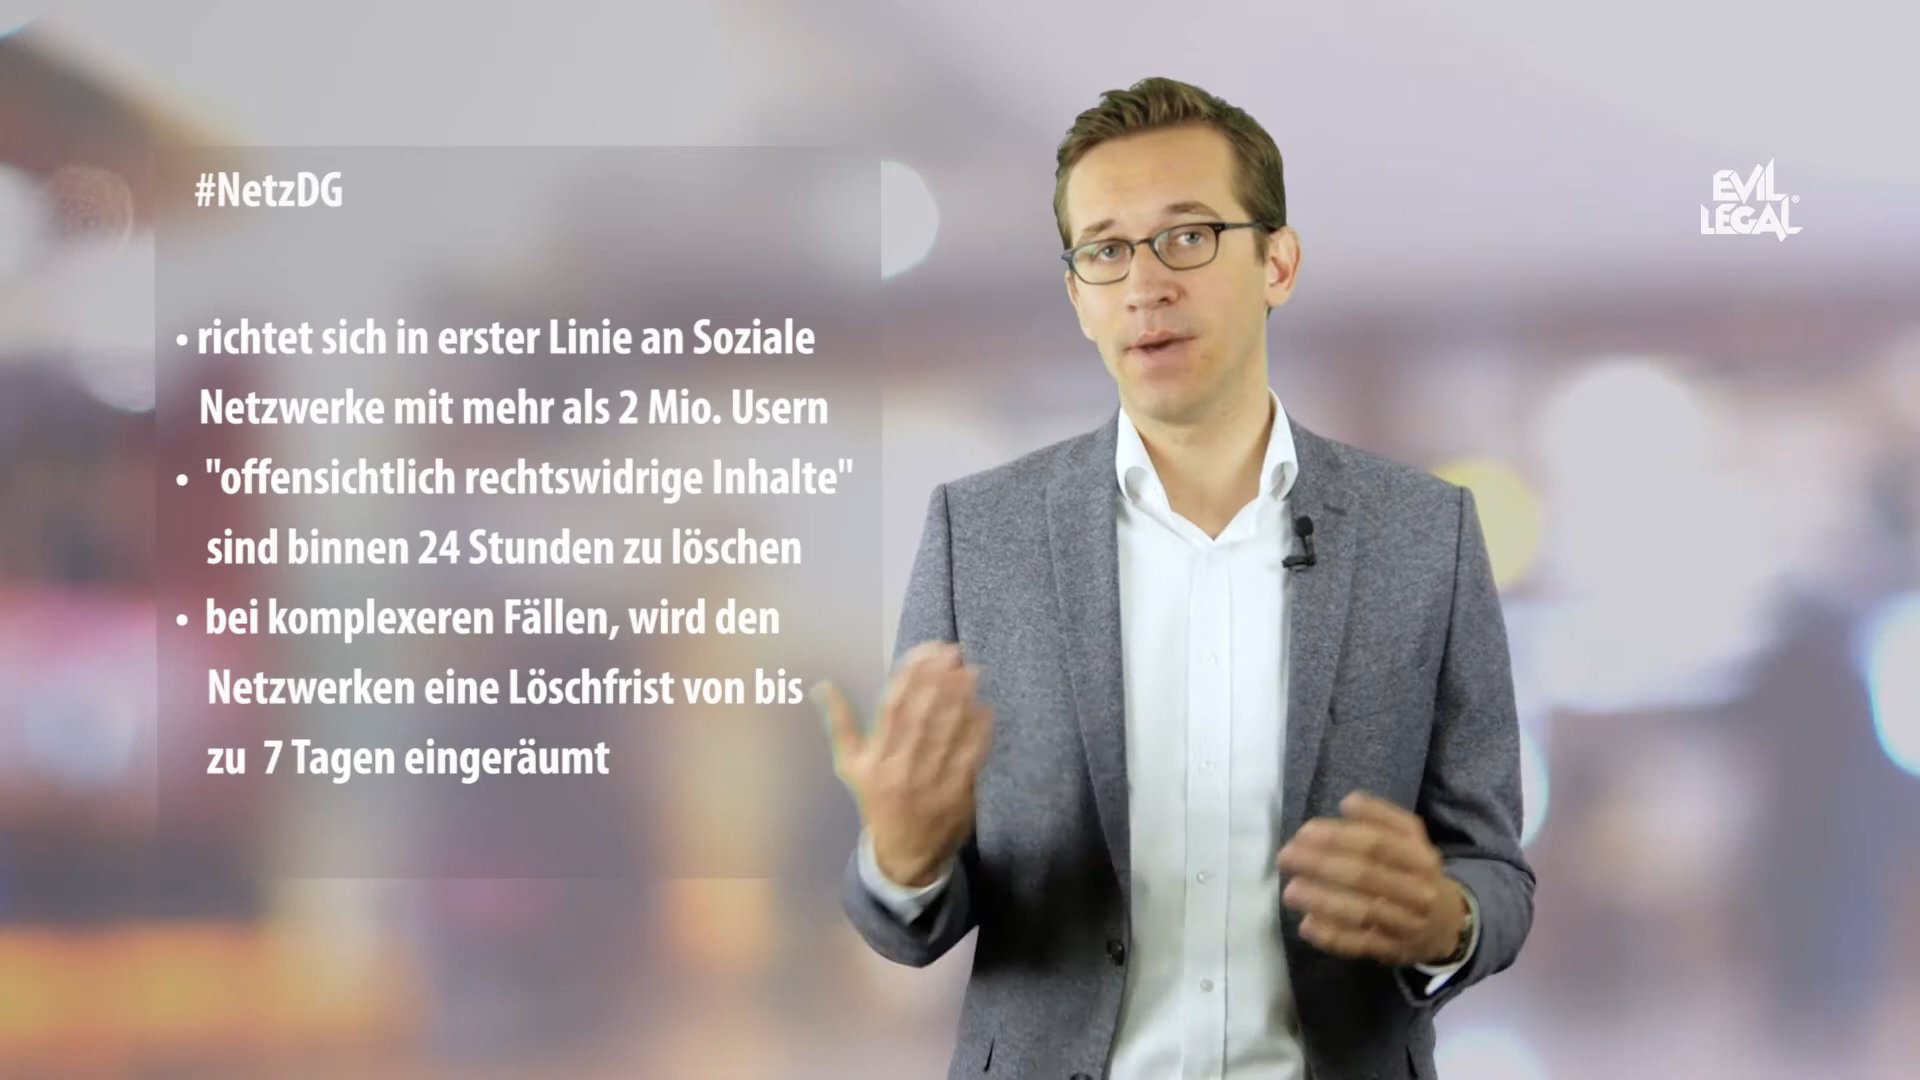 #NetzDG
EVIL
LEGAL®
• richtet sich in erster Linie an Soziale
Netzwerke mit mehr als 2 Mio. Usern
• "offensichtlich rechtswidrige Inhalte"
sind binnen 24 Stunden zu löschen
• bei komplexeren Fällen, wird den
Netzwerken eine Löschfrist von bis
zu 7 Tagen eingeräumt